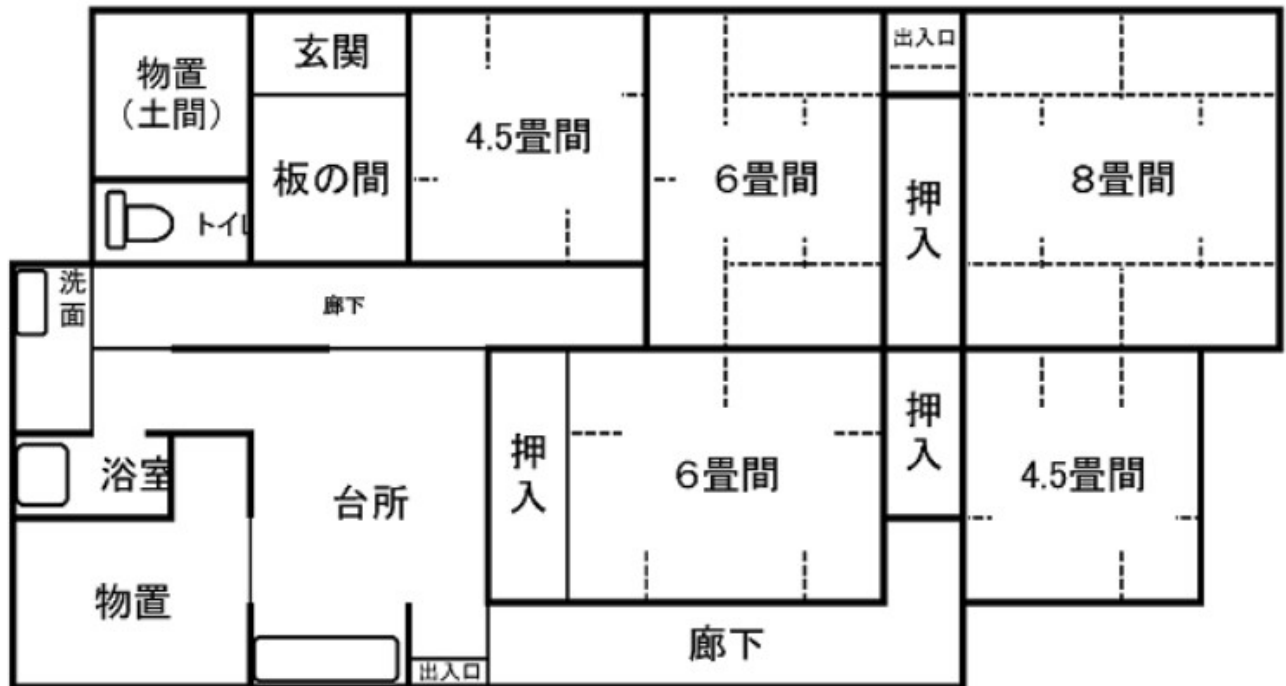 物置
（土間）
玄関
板の間
4.5畳間
６畳間
出入口
押
入
８畳間
トイレ
洗
面
廊下
浴室
物置
台所
押
入
６畳間
押
入
4.5畳間
廊下
出入口